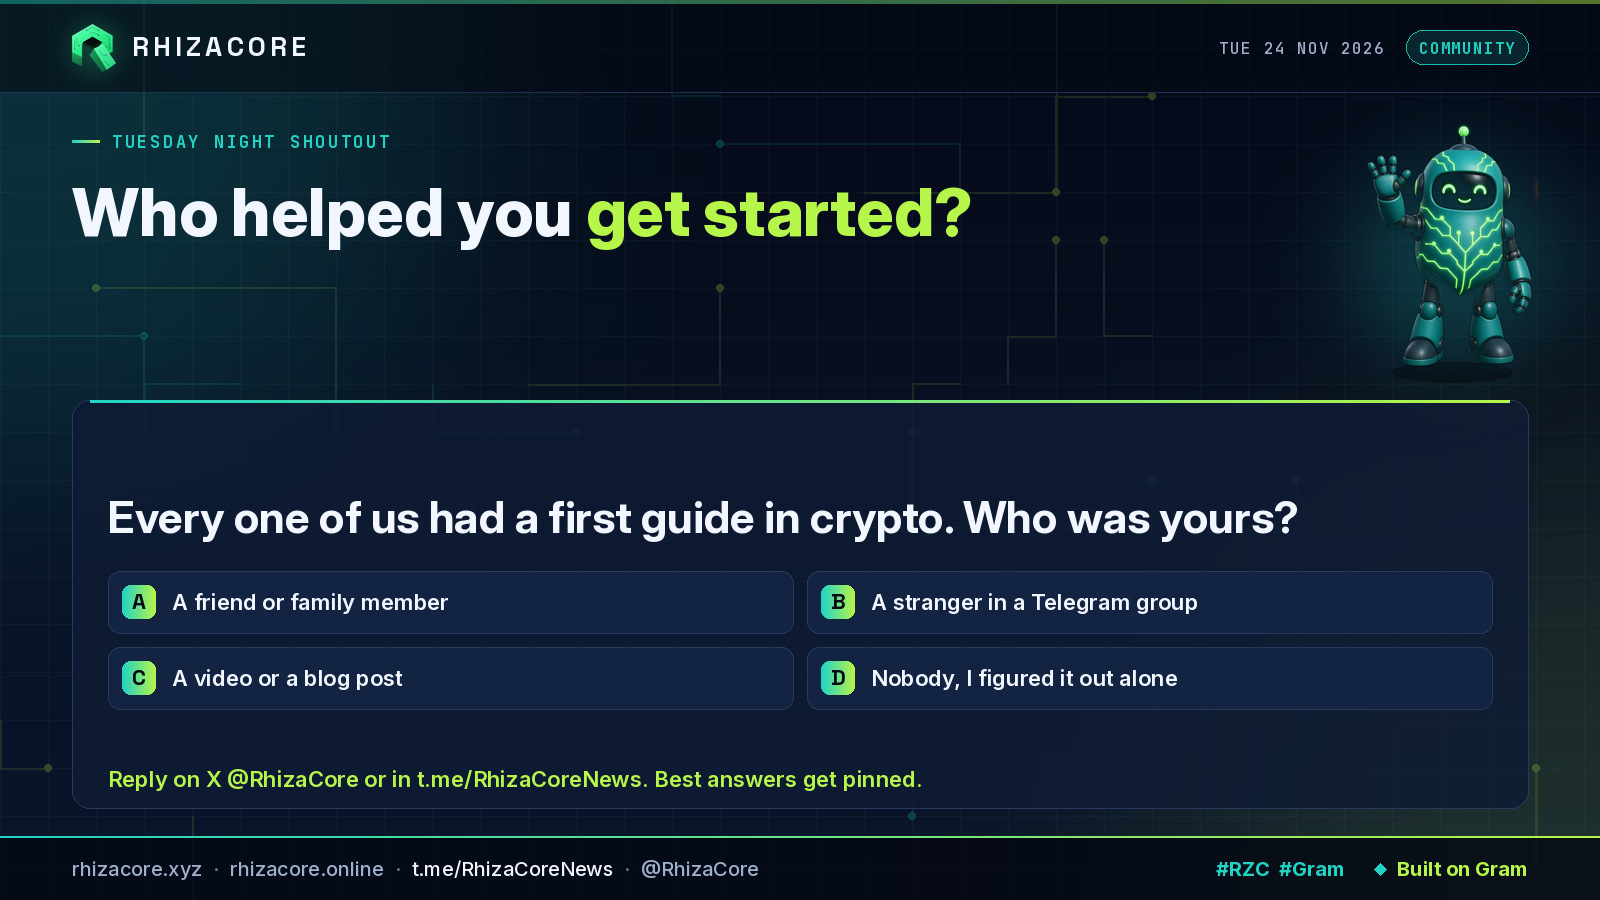 RHIZACORE
TUE 24 NOV 2026
COMMUNITY
TUESDAY NIGHT SHOUTOUT
Who helped you get started?
Every one of us had a first guide in crypto. Who was yours?
A A friend or family member
B A stranger in a Telegram group
C A video or a blog post
D Nobody, I figured it out alone
Reply on X @RhizaCore or in t.me/RhizaCoreNews. Best answers get pinned.
rhizacore.xyz · rhizacore.online · t.me/RhizaCoreNews · @RhizaCore
#RZC #Gram ◆ Built on Gram